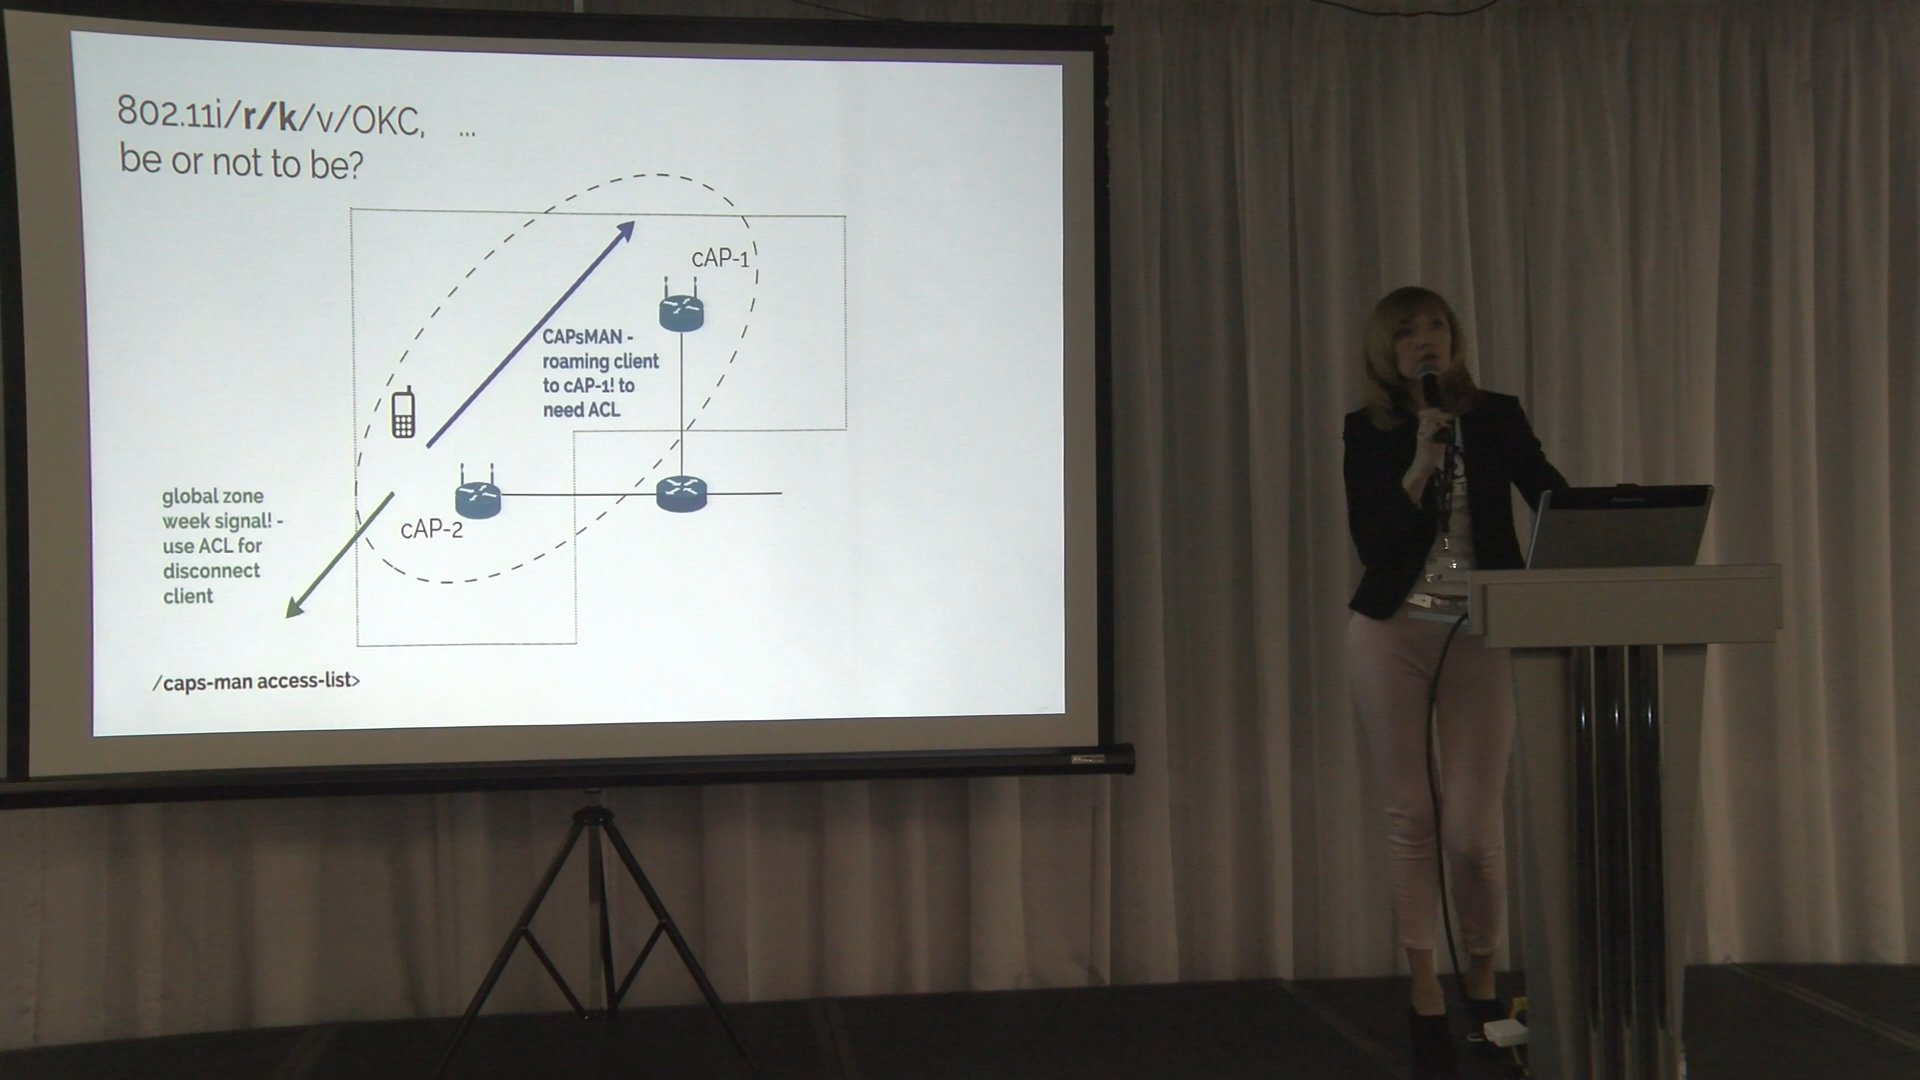 802.11i/r/k/v/OKC, ...
be or not to be?
cAP-1
CAPsMAN -
roaming client
to cAP-1! to
need ACL
global zone
week signal! -
use ACL for
disconnect
client
cAP-2
/caps-man access-list>